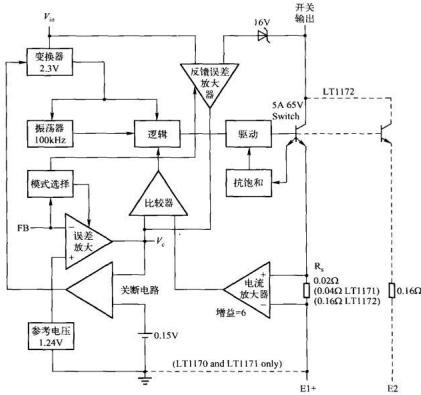 开关
输出
V_in
16V
变换器
2.3V
反馈误差
放大
器
LT1172
5A 65V
Switch
振荡器
100kHz
逻辑
驱动
模式选择
抗饱和
比较器
FB
−
误差
放大
+
V_c
R_s
+
电流
放大器
−
增益=6
0.02Ω
(0.04Ω LT1171)
(0.16Ω LT1172)
0.16Ω
关断电路
参考电压
1.24V
0.15V
(LT1170 and LT1171 only)
E1+
E2